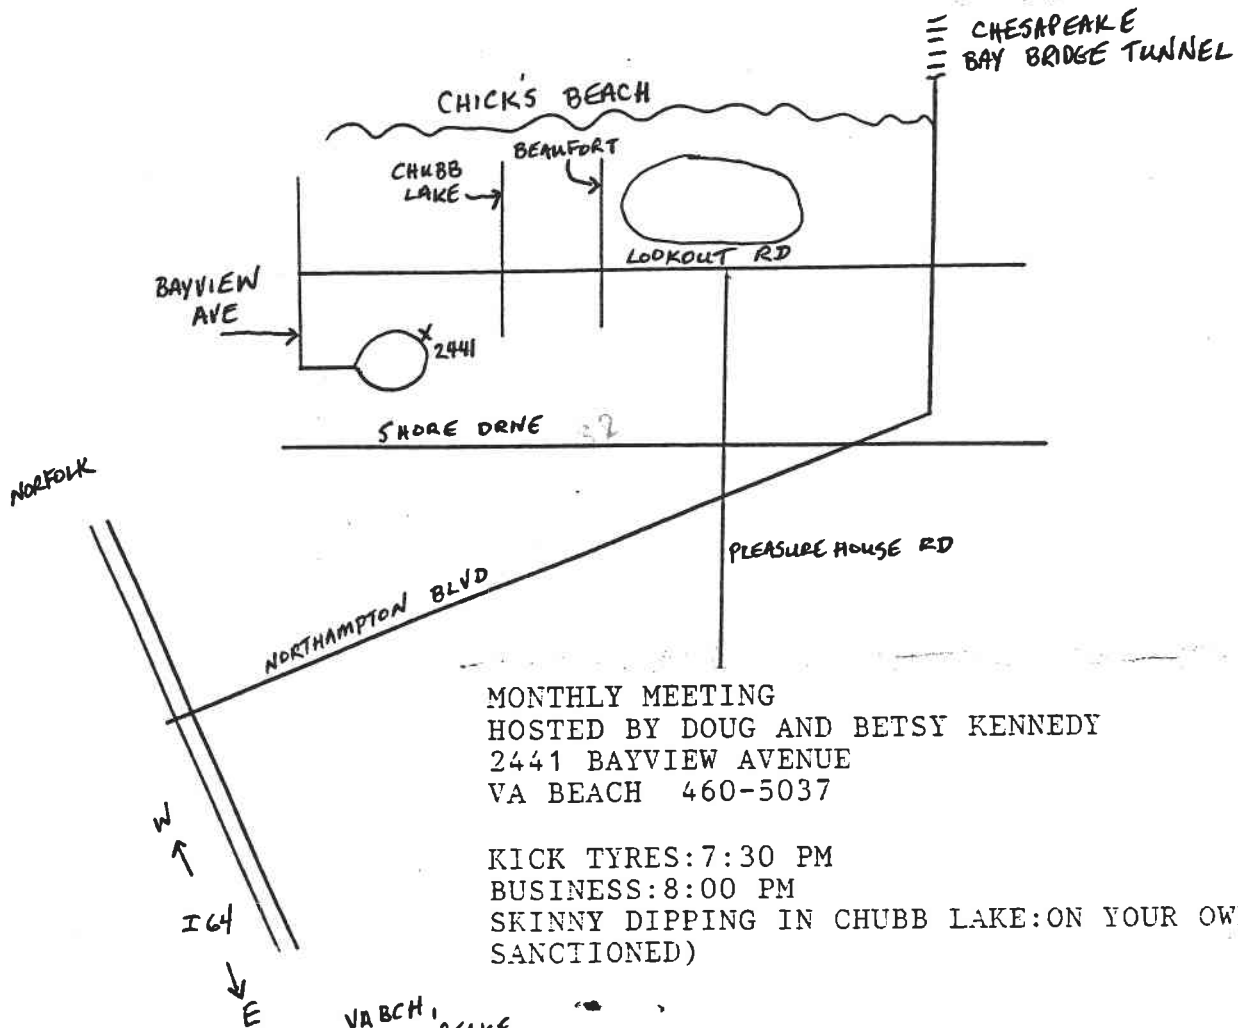 CHESAPEAKE
BAY BRIDGE TUNNEL
CHICK'S BEACH
BEAUFORT
CHUBB
LAKE
LOOKOUT RD
BAYVIEW
AVE
2441
SHORE DRIVE
NORFOLK
PLEASURE HOUSE RD
NORTHAMPTON BLVD
MONTHLY MEETING
HOSTED BY DOUG AND BETSY KENNEDY
2441 BAYVIEW AVENUE
VA BEACH 460-5037
KICK TYRES:7:30 PM
BUSINESS:8:00 PM
SKINNY DIPPING IN CHUBB LAKE:ON YOUR OW
SANCTIONED)
W
I64
E
VA BCH,